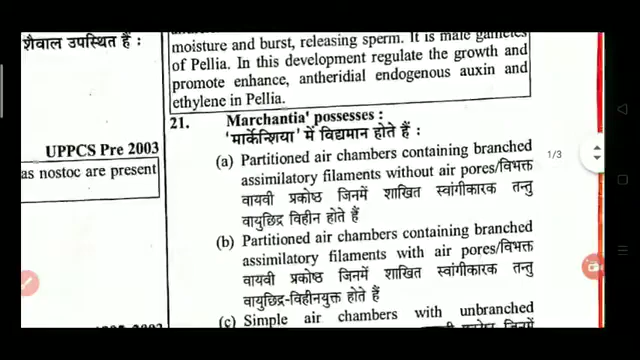 शैवाल उपस्थित हैं :
UPPCS Pre 2003
as nostoc are present
moisture and burst, releasing sperm. It is male gametes
of Pellia. In this development regulate the growth and
promote enhance, antheridial endogenous auxin and
ethylene in Pellia.
21. Marchantia' possesses :
'मार्केन्शिया' में विद्यमान होते हैं :
(a) Partitioned air chambers containing branched
assimilatory filaments without air pores/विभक्त
वायवी प्रकोष्ठ जिनमें शाखित स्वांगीकारक तन्तु
वायुछिद्र विहीन होते हैं
(b) Partitioned air chambers containing branched
assimilatory filaments with air pores/विभक्त
वायवी प्रकोष्ठ जिनमें शाखित स्वांगीकारक तन्तु
वायुछिद्र-विहीनयुक्त होते हैं
(c) Simple air chambers with unbranched
1/3